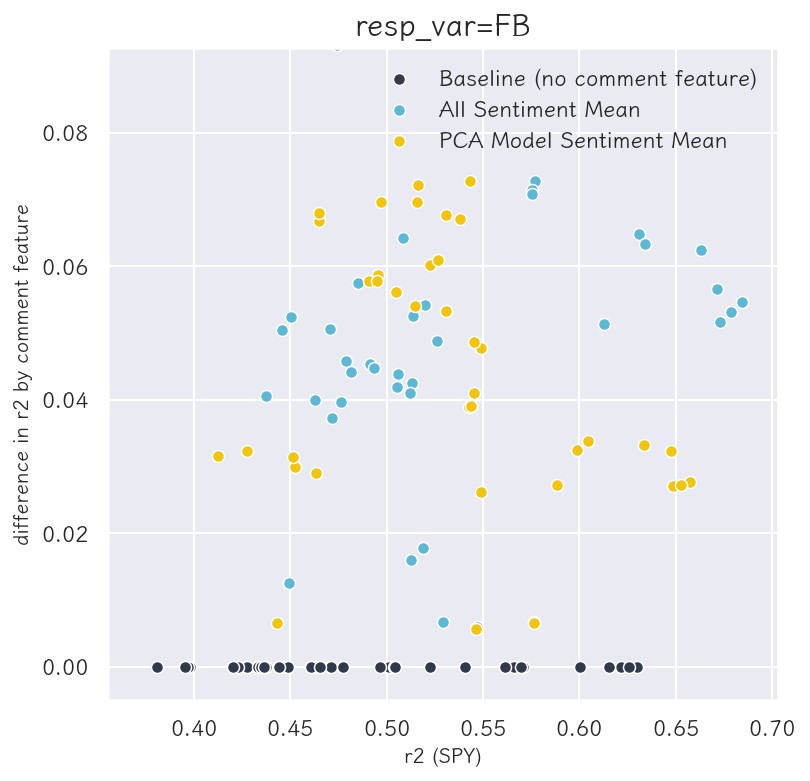 resp_var=FB
Baseline (no comment feature)
All Sentiment Mean
PCA Model Sentiment Mean
difference in r2 by comment feature
0.08
0.06
0.04
0.02
0.00
0.40 0.45 0.50 0.55 0.60 0.65 0.70
r2 (SPY)